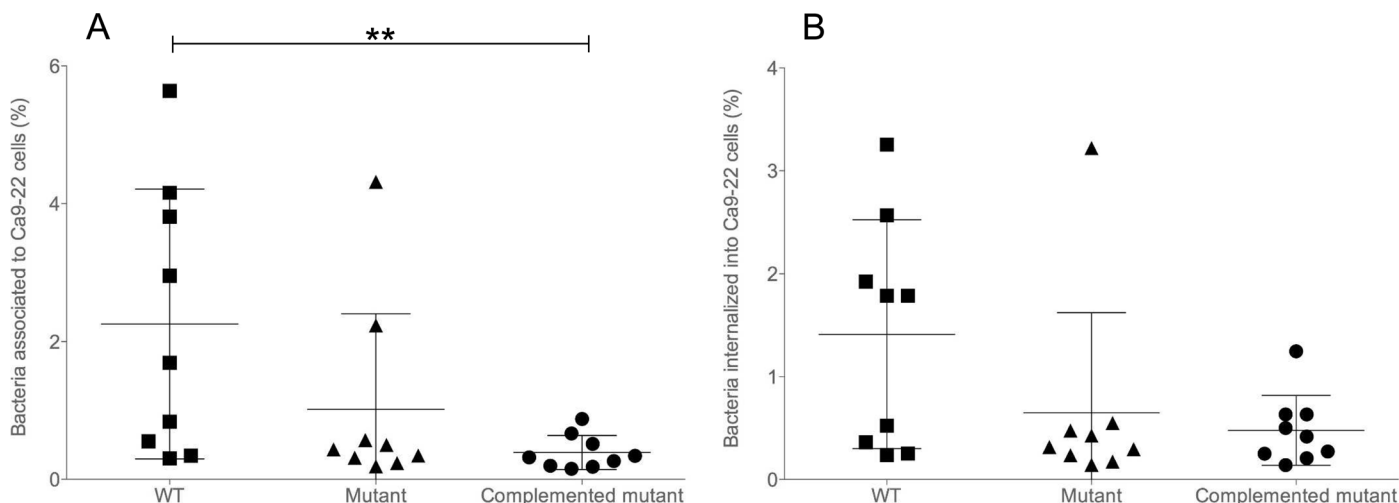 A
**
Bacteria associated to Ca9-22 cells (%)
6
4
2
0
WT
Mutant
Complemented mutant
B
Bacteria internalized into Ca9-22 cells (%)
4
3
2
1
0
WT
Mutant
Complemented mutant